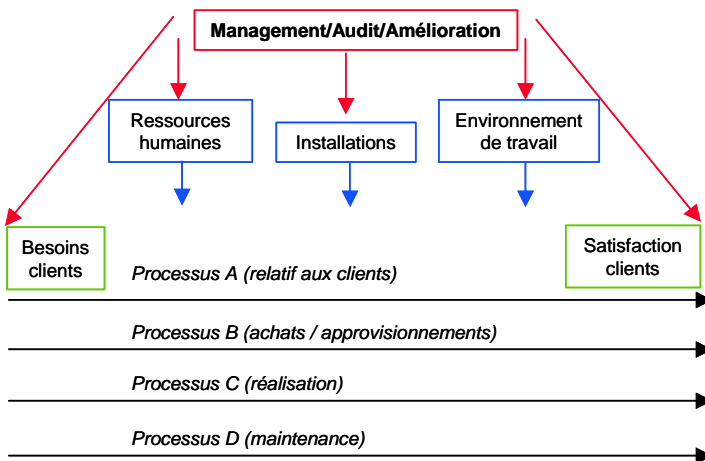 Management/Audit/Amélioration
Ressources
humaines
Installations
Environnement
de travail
Besoins
clients
Satisfaction
clients
Processus A (relatif aux clients)
Processus B (achats / approvisionnements)
Processus C (réalisation)
Processus D (maintenance)